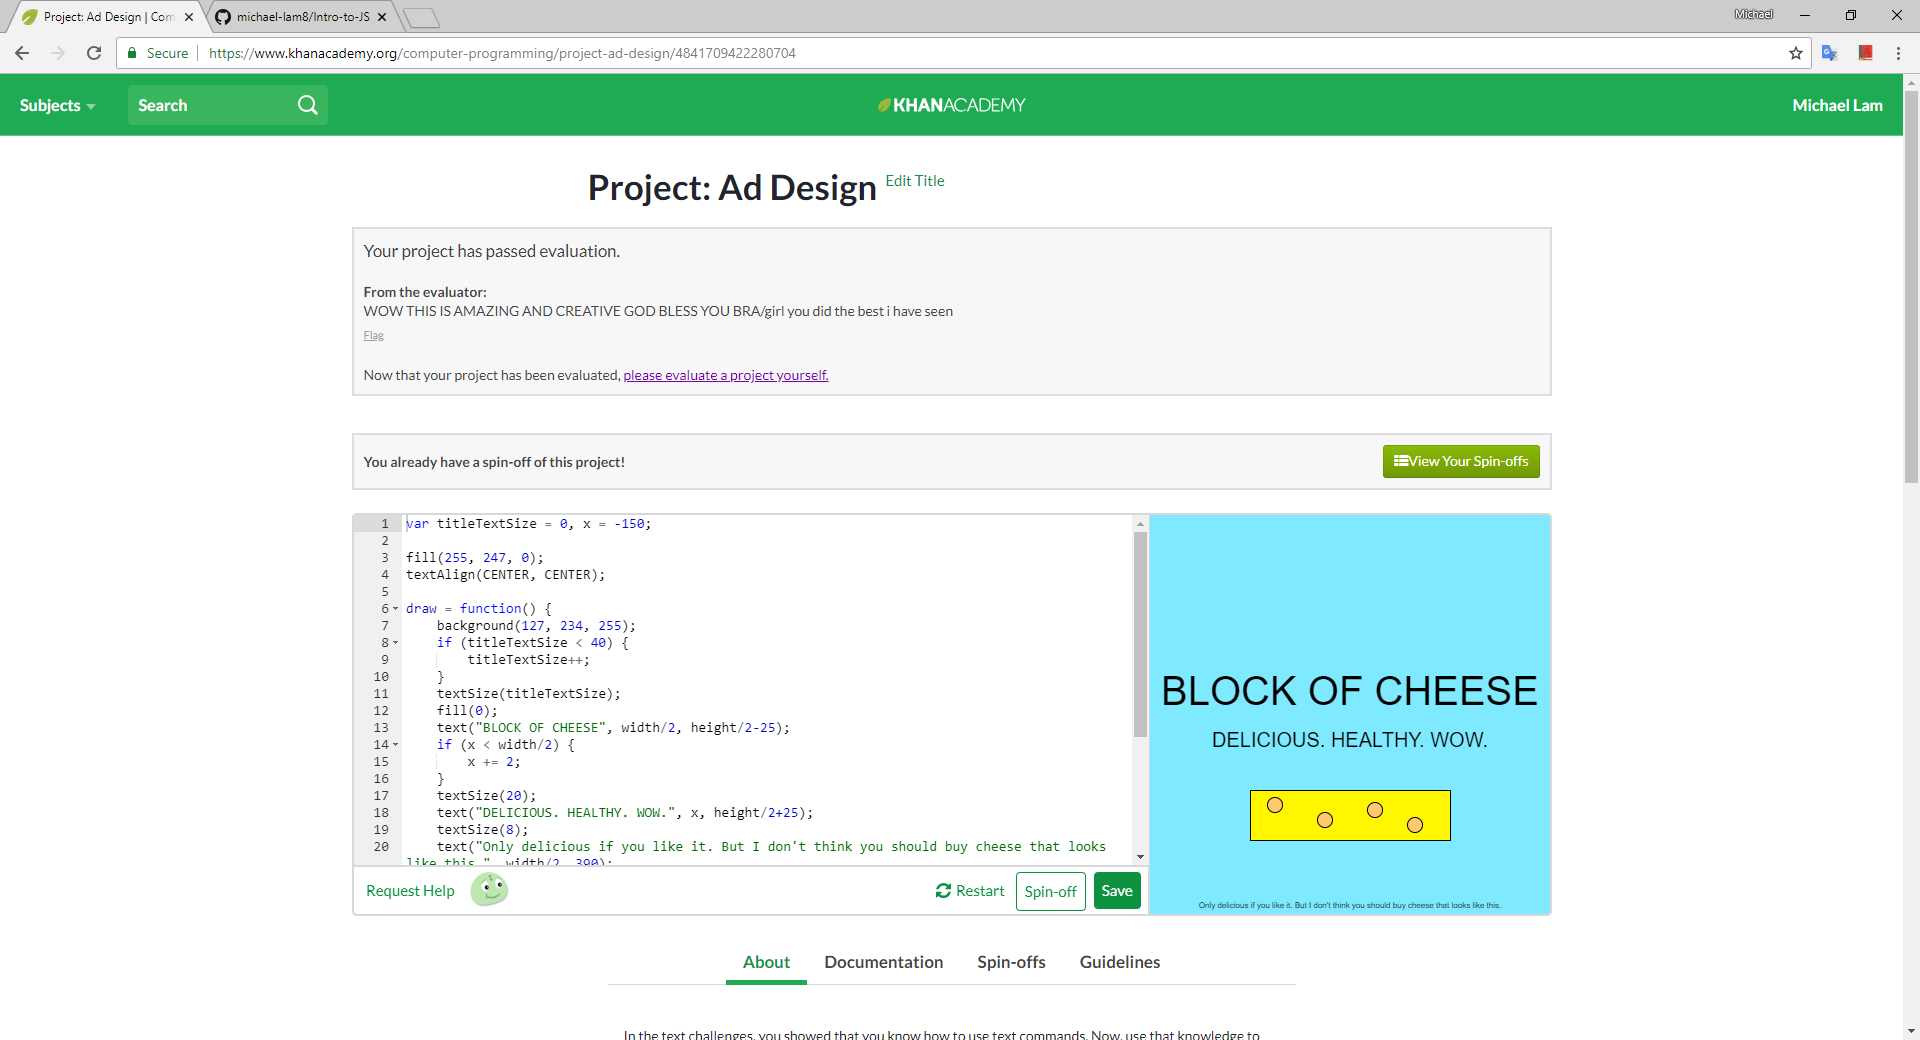 Project: Ad Design | Com
michael-lam8/Intro-to-JS
Michael
Secure
https://www.khanacademy.org/computer-programming/project-ad-design/4841709422280704
Subjects
Search
KHANACADEMY
Michael Lam
Project: Ad Design Edit Title
Your project has passed evaluation.
From the evaluator:
WOW THIS IS AMAZING AND CREATIVE GOD BLESS YOU BRA/girl you did the best i have seen
Flag
Now that your project has been evaluated, please evaluate a project yourself.
You already have a spin-off of this project!
View Your Spin-offs
1 var titleTextSize = 0, x = -150;
2
3 fill(255, 247, 0);
4 textAlign(CENTER, CENTER);
5
6 draw = function() {
7 background(127, 234, 255);
8 if (titleTextSize < 40) {
9 titleTextSize++;
10 }
11 textSize(titleTextSize);
12 fill(0);
13 text("BLOCK OF CHEESE", width/2, height/2-25);
14 if (x < width/2) {
15 x += 2;
16 }
17 textSize(20);
18 text("DELICIOUS. HEALTHY. WOW.", x, height/2+25);
19 textSize(8);
20 text("Only delicious if you like it. But I don't think you should buy cheese that looks
like this.", width/2, 390);
BLOCK OF CHEESE
DELICIOUS. HEALTHY. WOW.
Only delicious if you like it. But I don't think you should buy cheese that looks like this.
Request Help
Restart
Spin-off
Save
About
Documentation
Spin-offs
Guidelines
In the text challenges, you showed that you know how to use text commands. Now, use that knowledge to